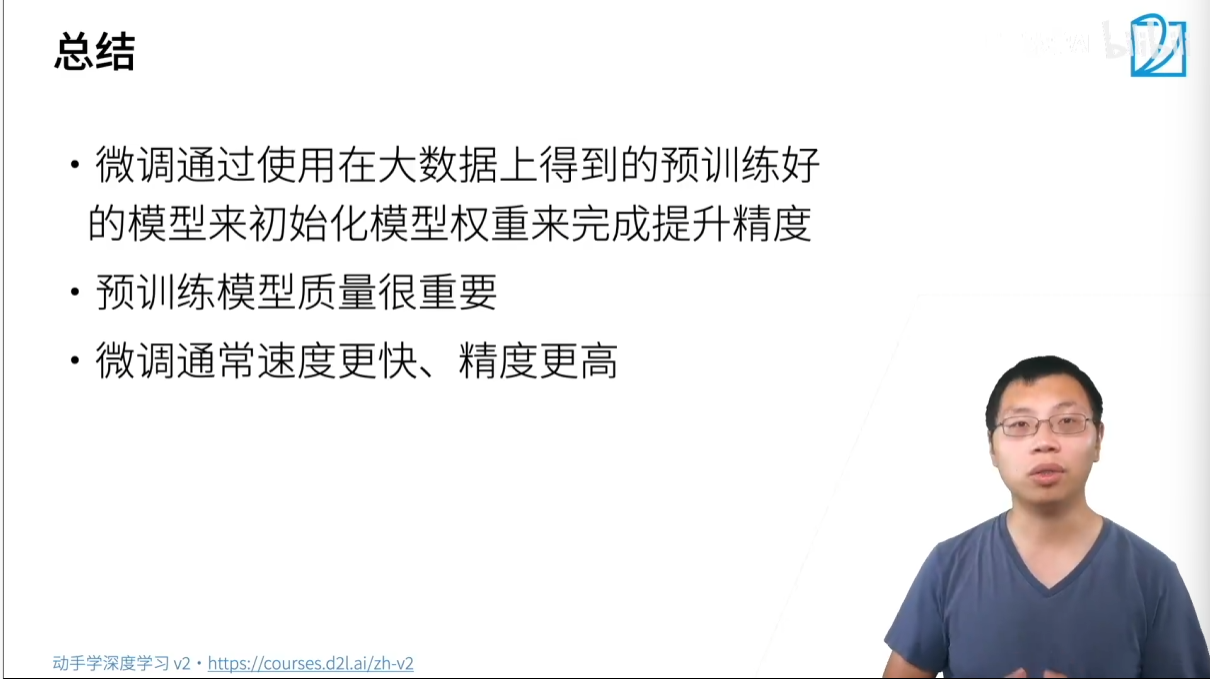 总结
• 微调通过使用在大数据上得到的预训练好
的模型来初始化模型权重来完成提升精度
• 预训练模型质量很重要
• 微调通常速度更快、精度更高
动手学深度学习 v2 • https://courses.d2l.ai/zh-v2